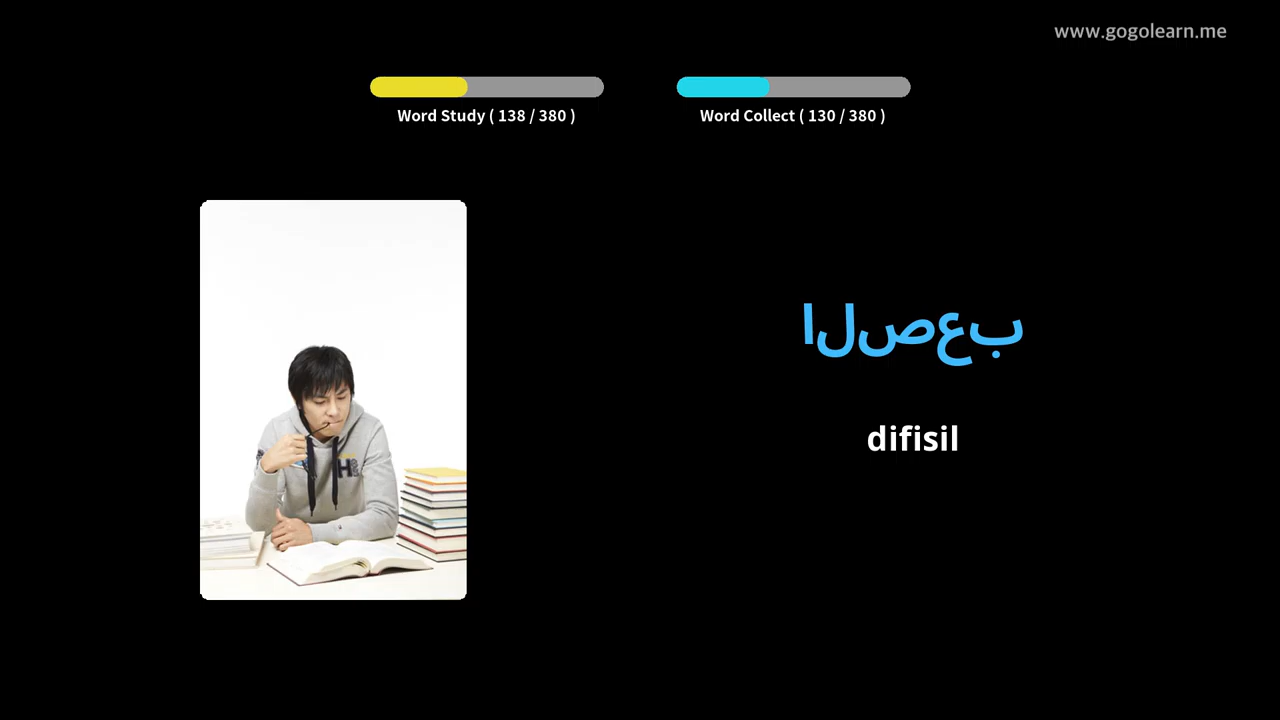 www.gogolearn.me
Word Study ( 138 / 380 )
Word Collect ( 130 / 380 )
الصعب
difisil